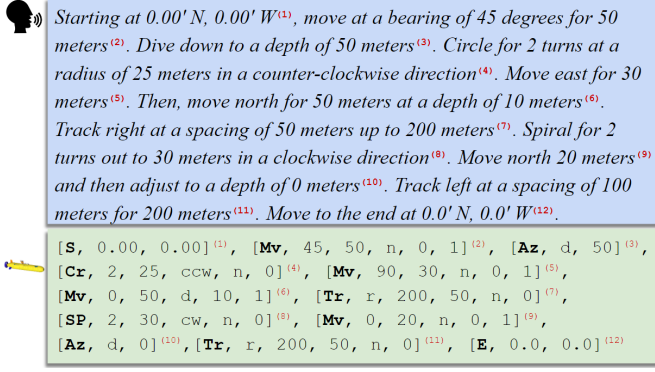 Starting at 0.00' N, 0.00' W(1), move at a bearing of 45 degrees for 50
meters(2). Dive down to a depth of 50 meters(3). Circle for 2 turns at a
radius of 25 meters in a counter-clockwise direction(4). Move east for 30
meters(5). Then, move north for 50 meters at a depth of 10 meters(6).
Track right at a spacing of 50 meters up to 200 meters(7). Spiral for 2
turns out to 30 meters in a clockwise direction(8). Move north 20 meters(9)
and then adjust to a depth of 0 meters(10). Track left at a spacing of 100
meters for 200 meters(11). Move to the end at 0.0' N, 0.0' W(12).
[S, 0.00, 0.00](1), [Mv, 45, 50, n, 0, 1](2), [Az, d, 50](3),
[Cr, 2, 25, ccw, n, 0](4), [Mv, 90, 30, n, 0, 1](5),
[Mv, 0, 50, d, 10, 1](6), [Tr, r, 200, 50, n, 0](7),
[SP, 2, 30, cw, n, 0](8), [Mv, 0, 20, n, 0, 1](9),
[Az, d, 0](10),[Tr, r, 200, 50, n, 0](11), [E, 0.0, 0.0](12)